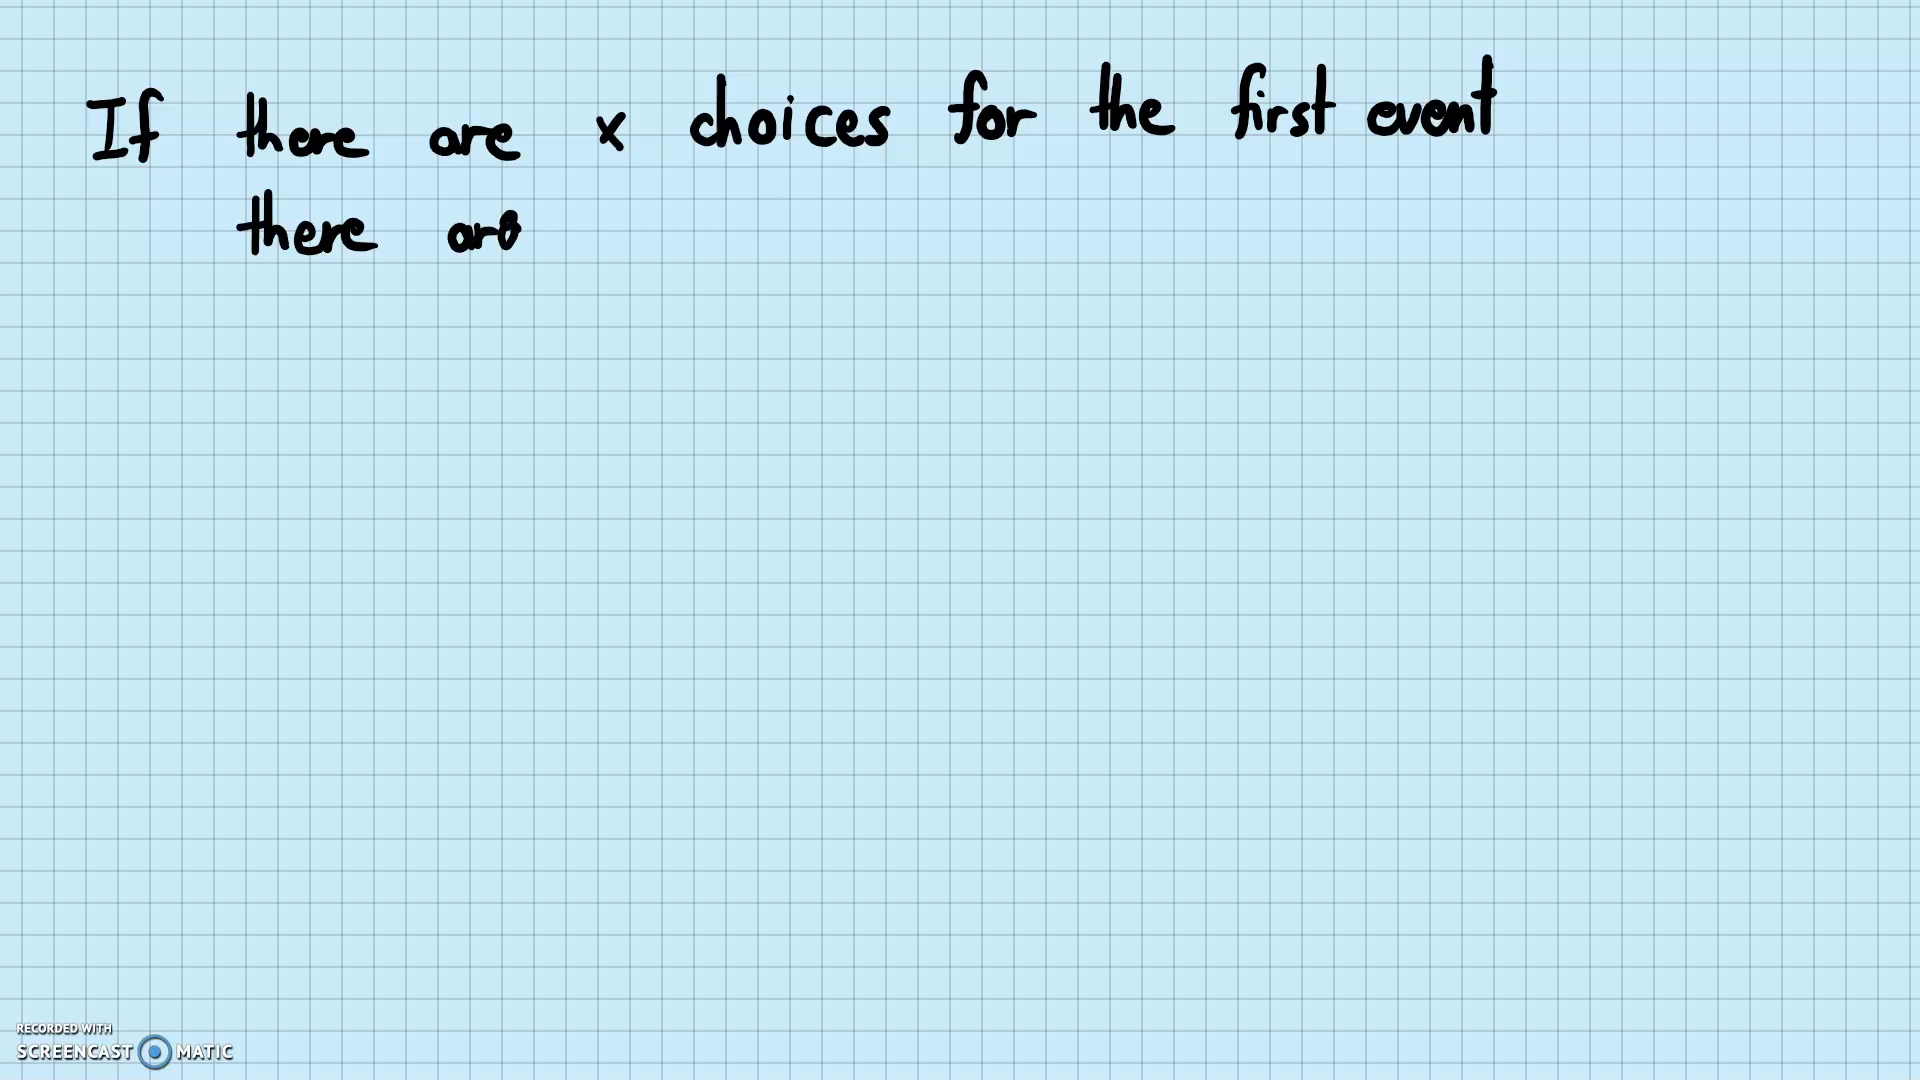 If there are x choices for the first event
there are
RECORDED WITH
SCREENCAST MATIC